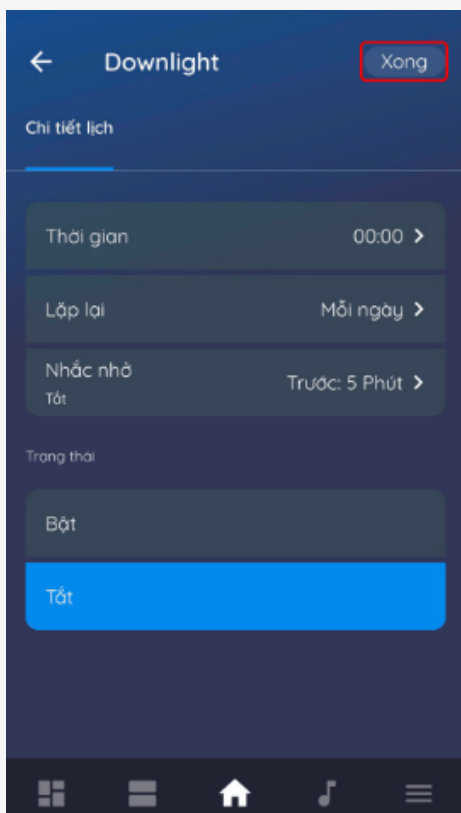 Downlight
Xong
Chi tiết lịch
Thời gian
00:00
Lặp lại
Mỗi ngày
Nhắc nhở
Tắt
Trước: 5 Phút
Trạng thái
Bật
Tắt